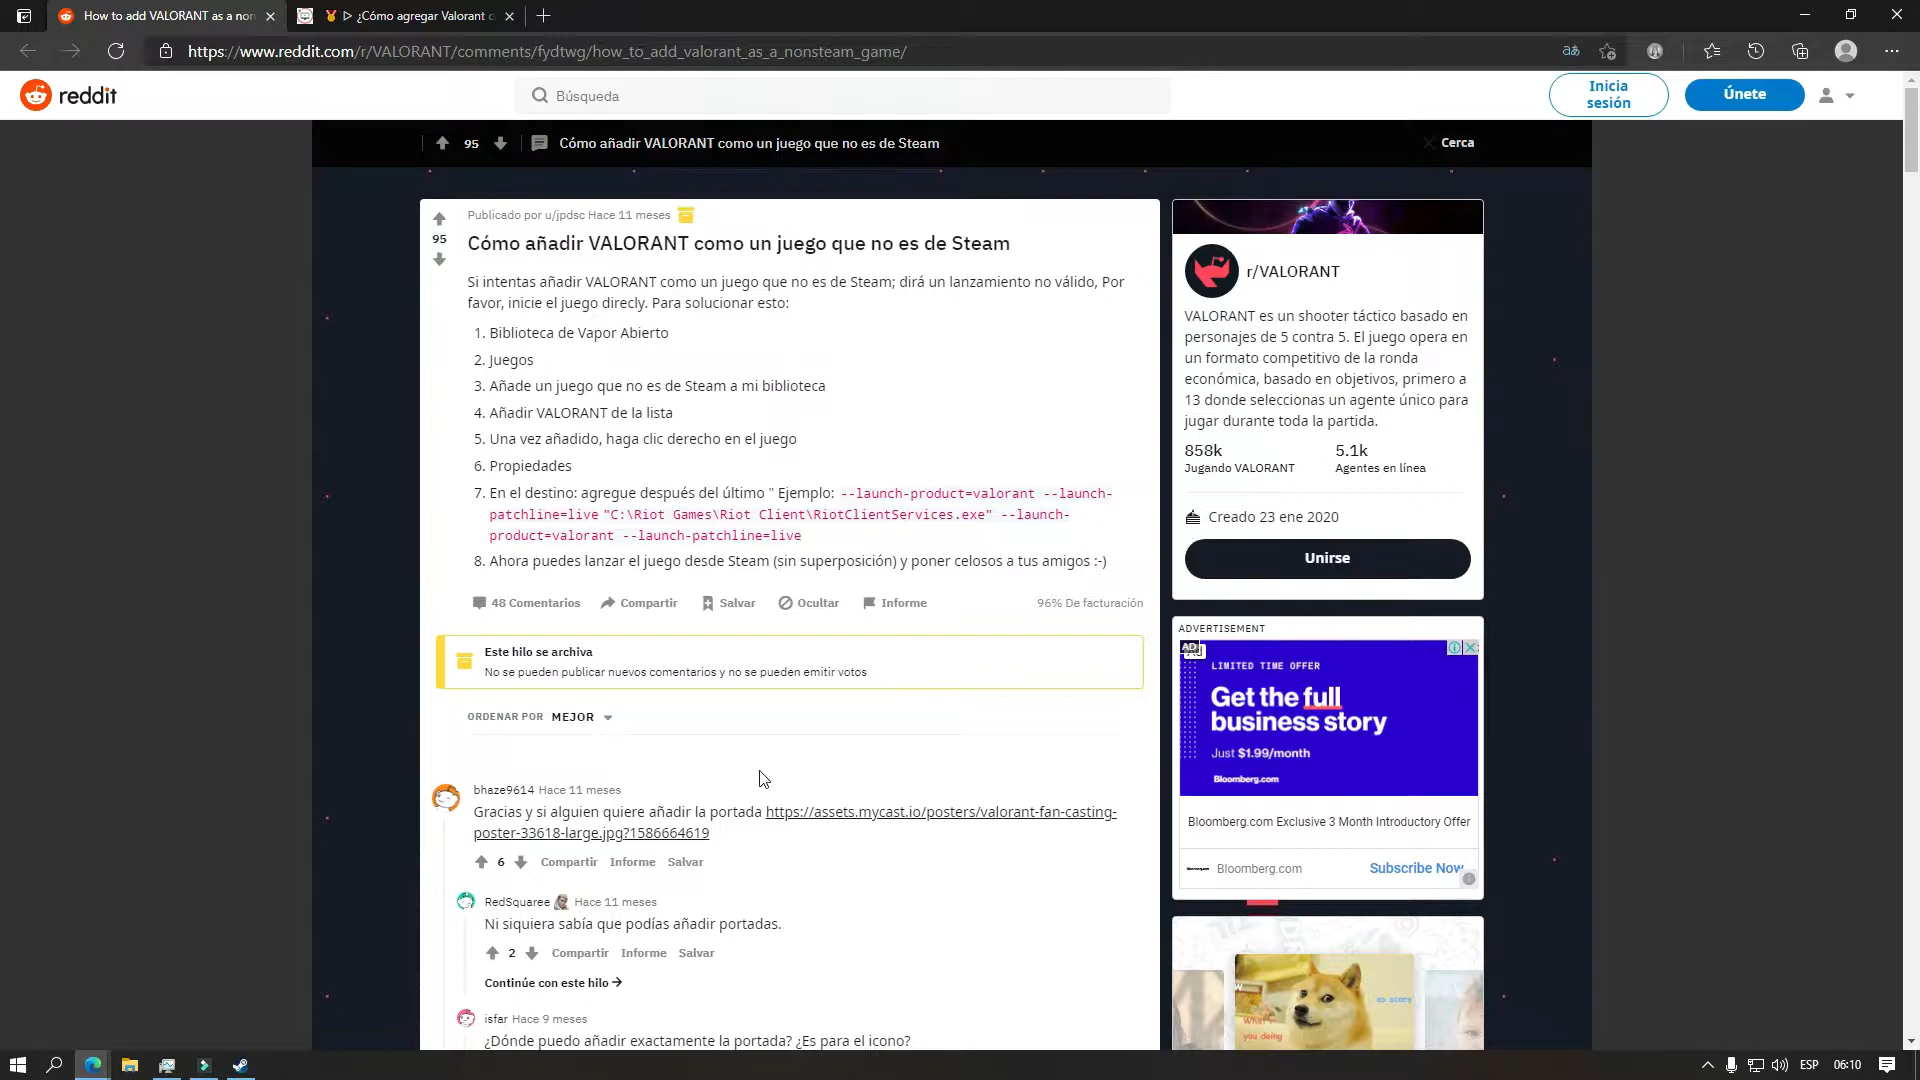 How to add VALORANT as a non
¿Cómo agregar Valorant c
https://www.reddit.com/r/VALORANT/comments/fydtwg/how_to_add_valorant_as_a_nonsteam_game/
reddit
Búsqueda
Inicia
sesión
Únete
95
Cómo añadir VALORANT como un juego que no es de Steam
Cerca
Publicado por u/jpdsc Hace 11 meses
95
Cómo añadir VALORANT como un juego que no es de Steam
Si intentas añadir VALORANT como un juego que no es de Steam; dirá un lanzamiento no válido, Por
favor, inicie el juego direcly. Para solucionar esto:
1. Biblioteca de Vapor Abierto
2. Juegos
3. Añade un juego que no es de Steam a mi biblioteca
4. Añadir VALORANT de la lista
5. Una vez añadido, haga clic derecho en el juego
6. Propiedades
7. En el destino: agregue después del último " Ejemplo: --launch-product=valorant --launch-
patchline=live "C:\Riot Games\Riot Client\RiotClientServices.exe" --launch-
product=valorant --launch-patchline=live
8. Ahora puedes lanzar el juego desde Steam (sin superposición) y poner celosos a tus amigos :-)
48 Comentarios
Compartir
Salvar
Ocultar
Informe
96% De facturación
Este hilo se archiva
No se pueden publicar nuevos comentarios y no se pueden emitir votos
ORDENAR POR MEJOR
bhaze9614 Hace 11 meses
Gracias y si alguien quiere añadir la portada https://assets.mycast.io/posters/valorant-fan-casting-
poster-33618-large.jpg?1586664619
6 Compartir Informe Salvar
RedSquaree Hace 11 meses
Ni siquiera sabía que podías añadir portadas.
2 Compartir Informe Salvar
Continúe con este hilo →
isfar Hace 9 meses
¿Dónde puedo añadir exactamente la portada? ¿Es para el icono?
r/VALORANT
VALORANT es un shooter táctico basado en
personajes de 5 contra 5. El juego opera en
un formato competitivo de la ronda
económica, basado en objetivos, primero a
13 donde seleccionas un agente único para
jugar durante toda la partida.
858k
5.1k
Jugando VALORANT
Agentes en línea
Creado 23 ene 2020
Unirse
ADVERTISEMENT
AD
LIMITED TIME OFFER
Get the full
business story
Just $1.99/month
Bloomberg.com
Bloomberg.com Exclusive 3 Month Introductory Offer
Bloomberg.com
Subscribe Now
so score
what r
you doing
ESP
06:10